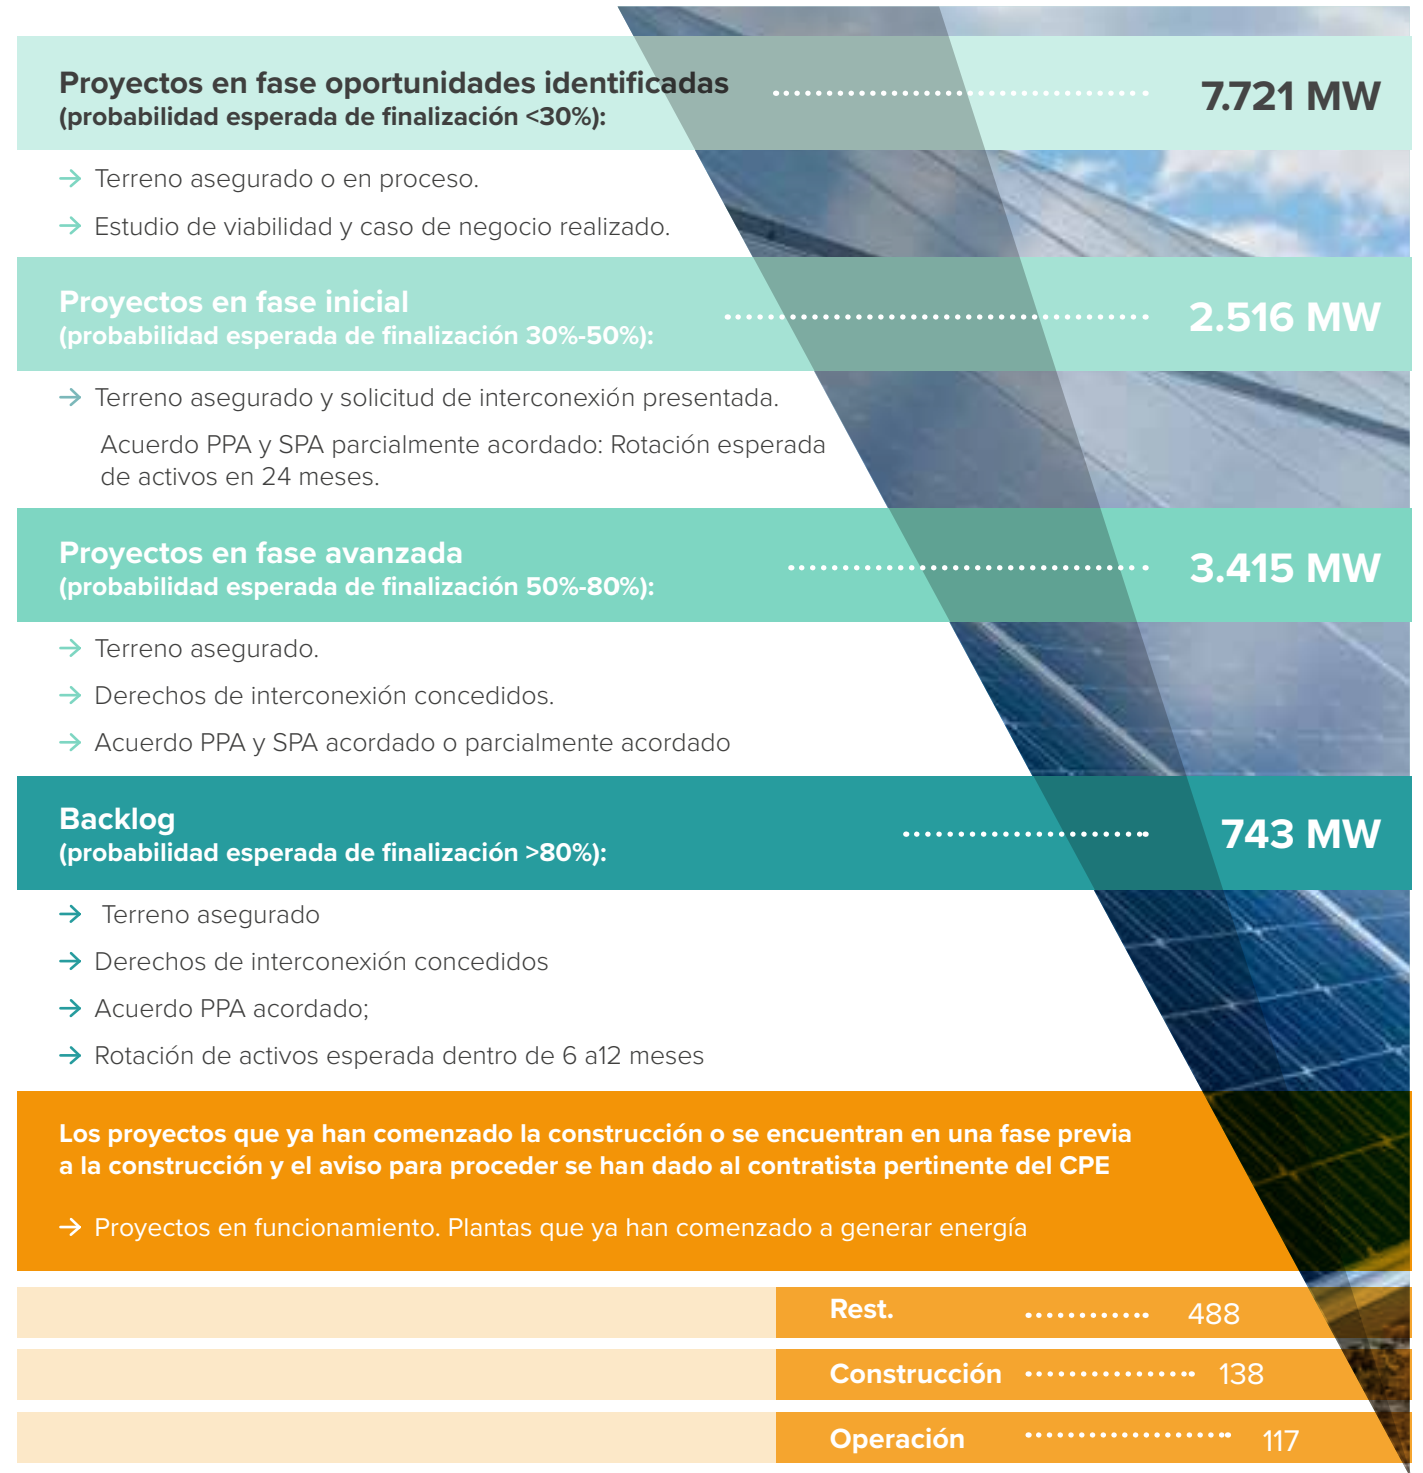 Proyectos en fase oportunidades identificadas
(probabilidad esperada de finalización <30%):
7.721 MW
→ Terreno asegurado o en proceso.
→ Estudio de viabilidad y caso de negocio realizado.
Proyectos en fase inicial
(probabilidad esperada de finalización 30%-50%):
2.516 MW
→ Terreno asegurado y solicitud de interconexión presentada.
Acuerdo PPA y SPA parcialmente acordado: Rotación esperada
de activos en 24 meses.
Proyectos en fase avanzada
(probabilidad esperada de finalización 50%-80%):
3.415 MW
→ Terreno asegurado.
→ Derechos de interconexión concedidos.
→ Acuerdo PPA y SPA acordado o parcialmente acordado
Backlog
(probabilidad esperada de finalización >80%):
743 MW
→ Terreno asegurado
→ Derechos de interconexión concedidos
→ Acuerdo PPA acordado;
→ Rotación de activos esperada dentro de 6 a12 meses
Los proyectos que ya han comenzado la construcción o se encuentran en una fase previa
a la construcción y el aviso para proceder se han dado al contratista pertinente del CPE
→ Proyectos en funcionamiento. Plantas que ya han comenzado a generar energía
Rest. 488
Construcción 138
Operación 117